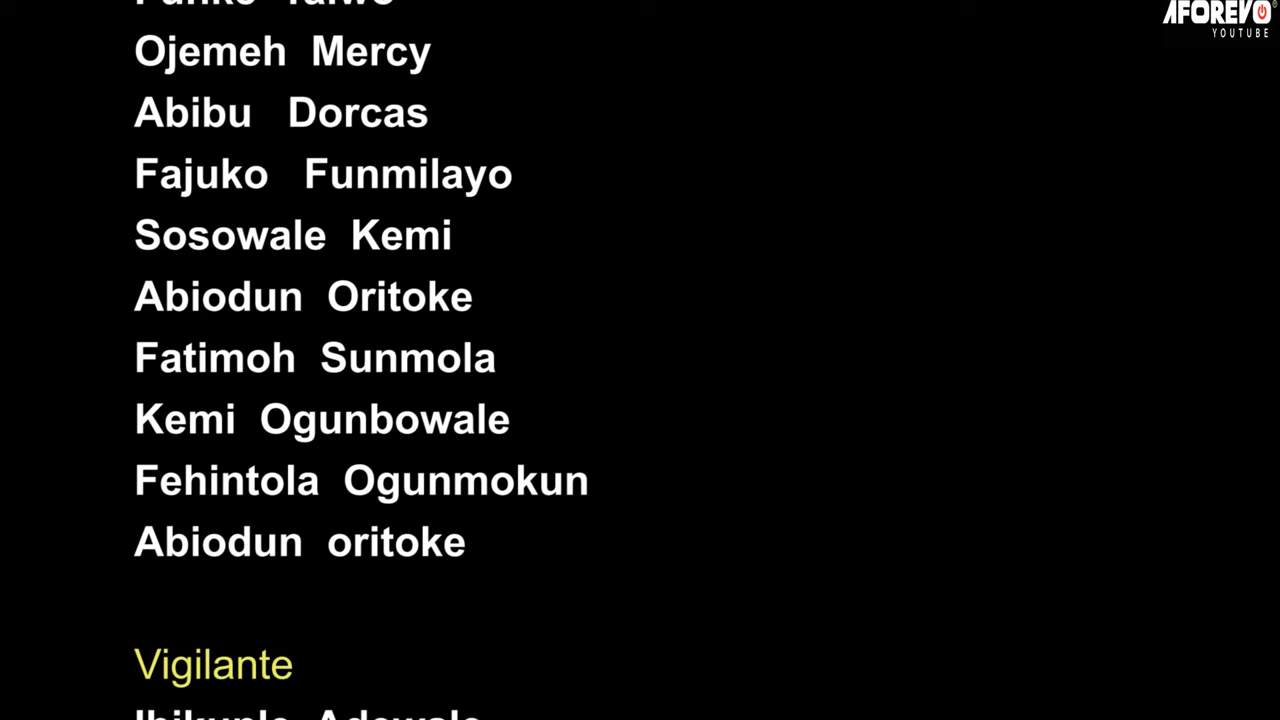 AFOREVO
YOUTUBE
Ojemeh Mercy
Abibu Dorcas
Fajuko Funmilayo
Sosowale Kemi
Abiodun Oritoke
Fatimoh Sunmola
Kemi Ogunbowale
Fehintola Ogunmokun
Abiodun oritoke
Vigilante